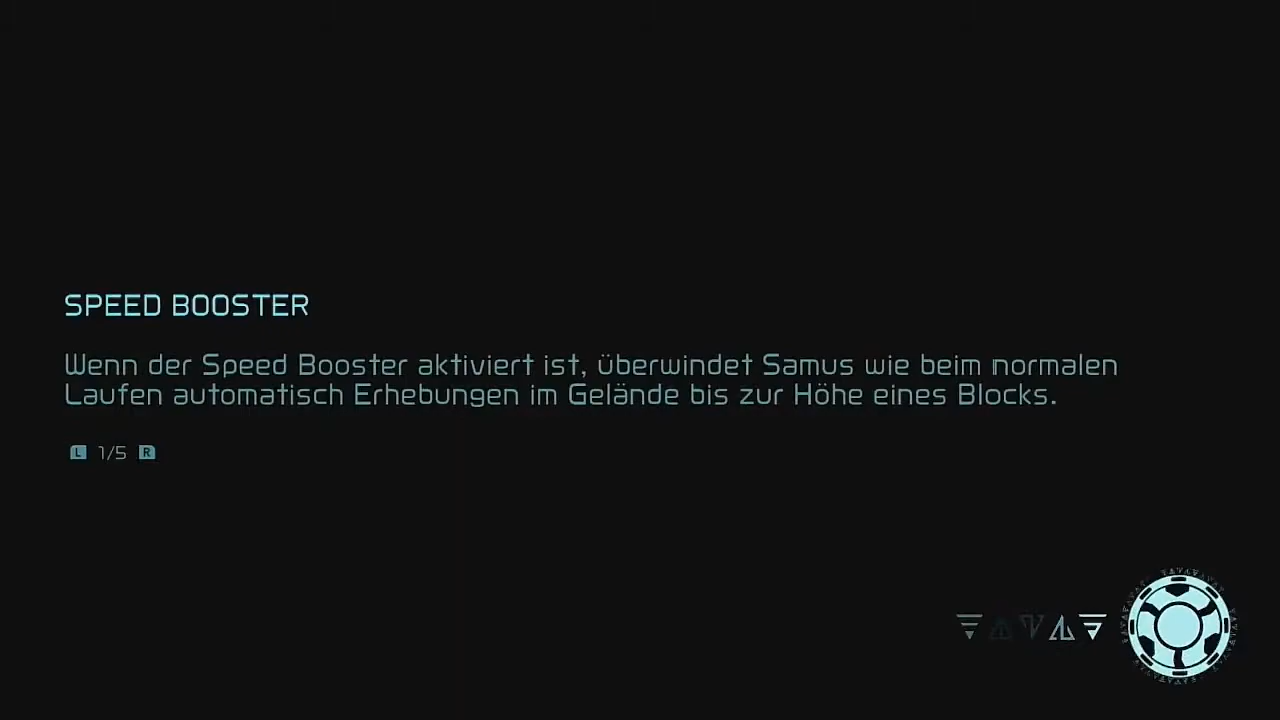 SPEED BOOSTER
Wenn der Speed Booster aktiviert ist, überwindet Samus wie beim normalen
Laufen automatisch Erhebungen im Gelände bis zur Höhe eines Blocks.
L 1/5 R